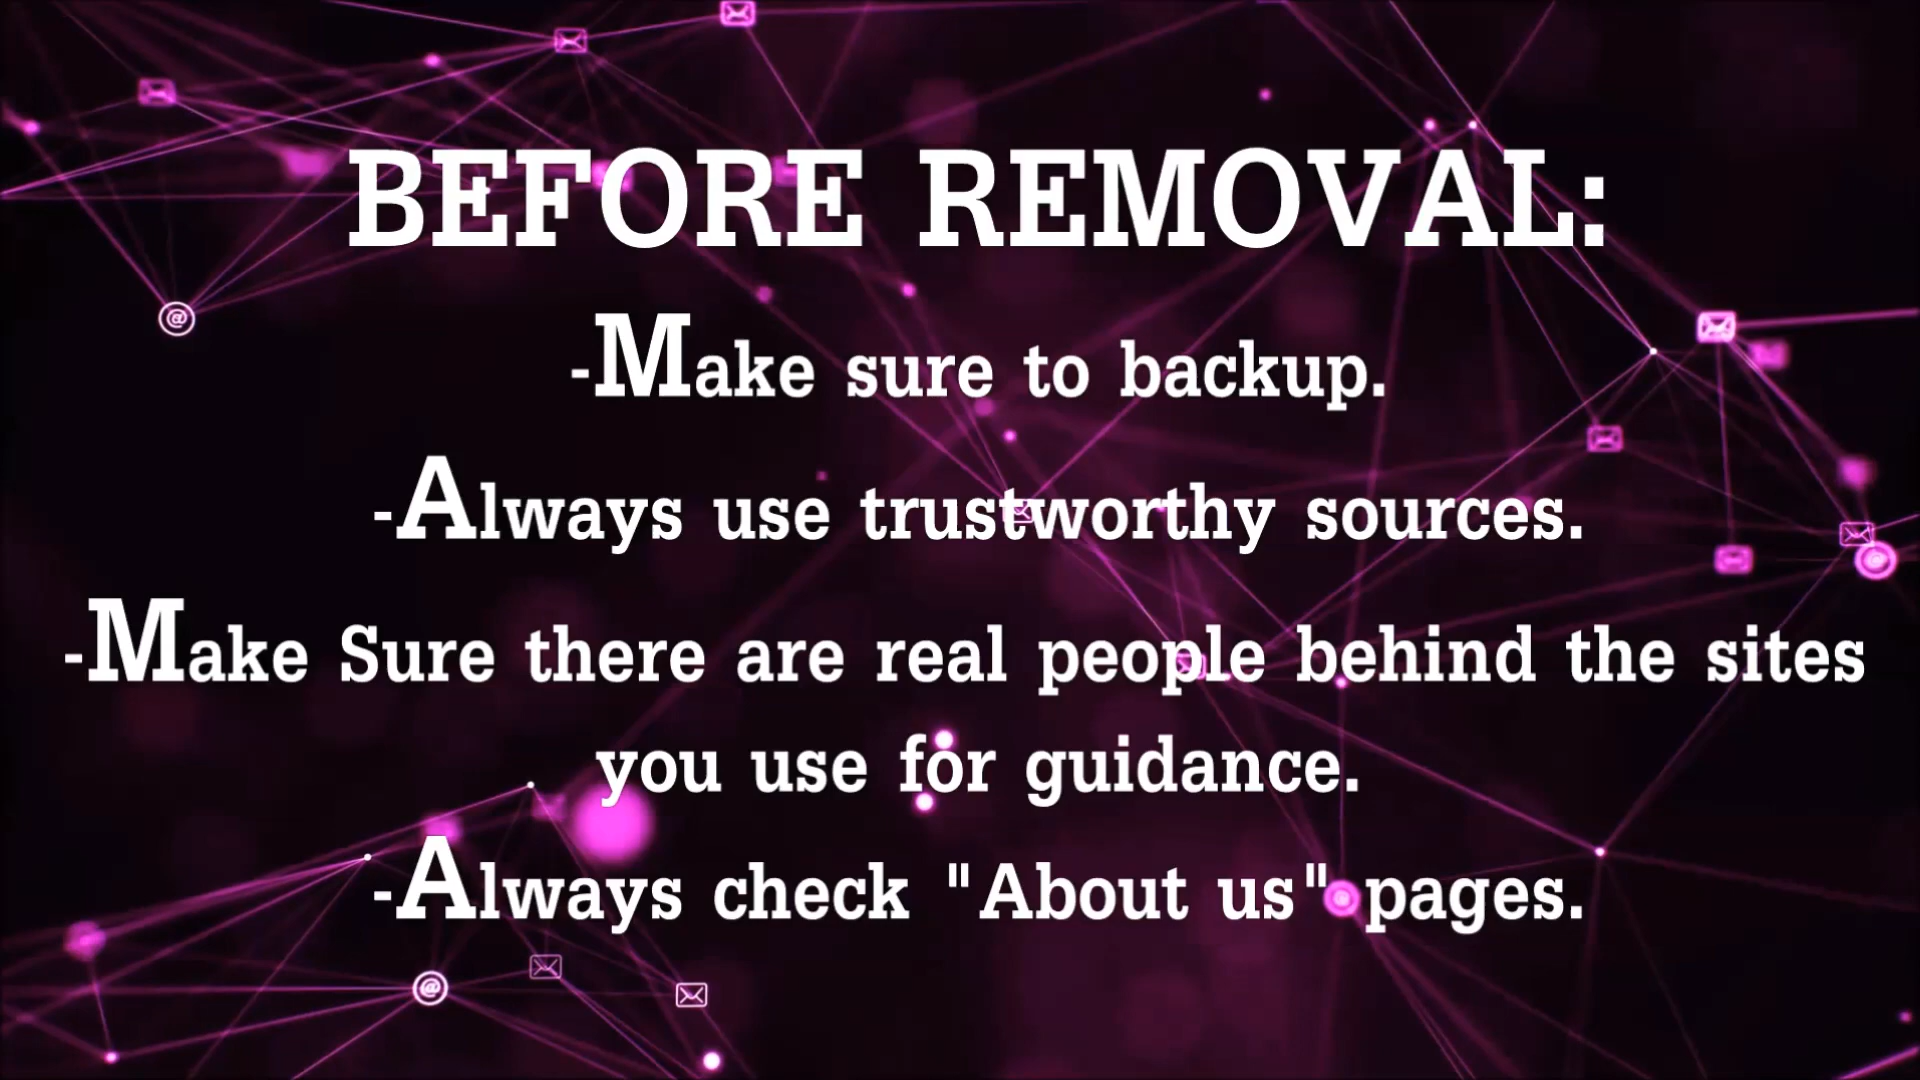 BEFORE REMOVAL:
-Make sure to backup.
-Always use trustworthy sources.
-Make Sure there are real people behind the sites
you use for guidance.
-Always check "About us" pages.